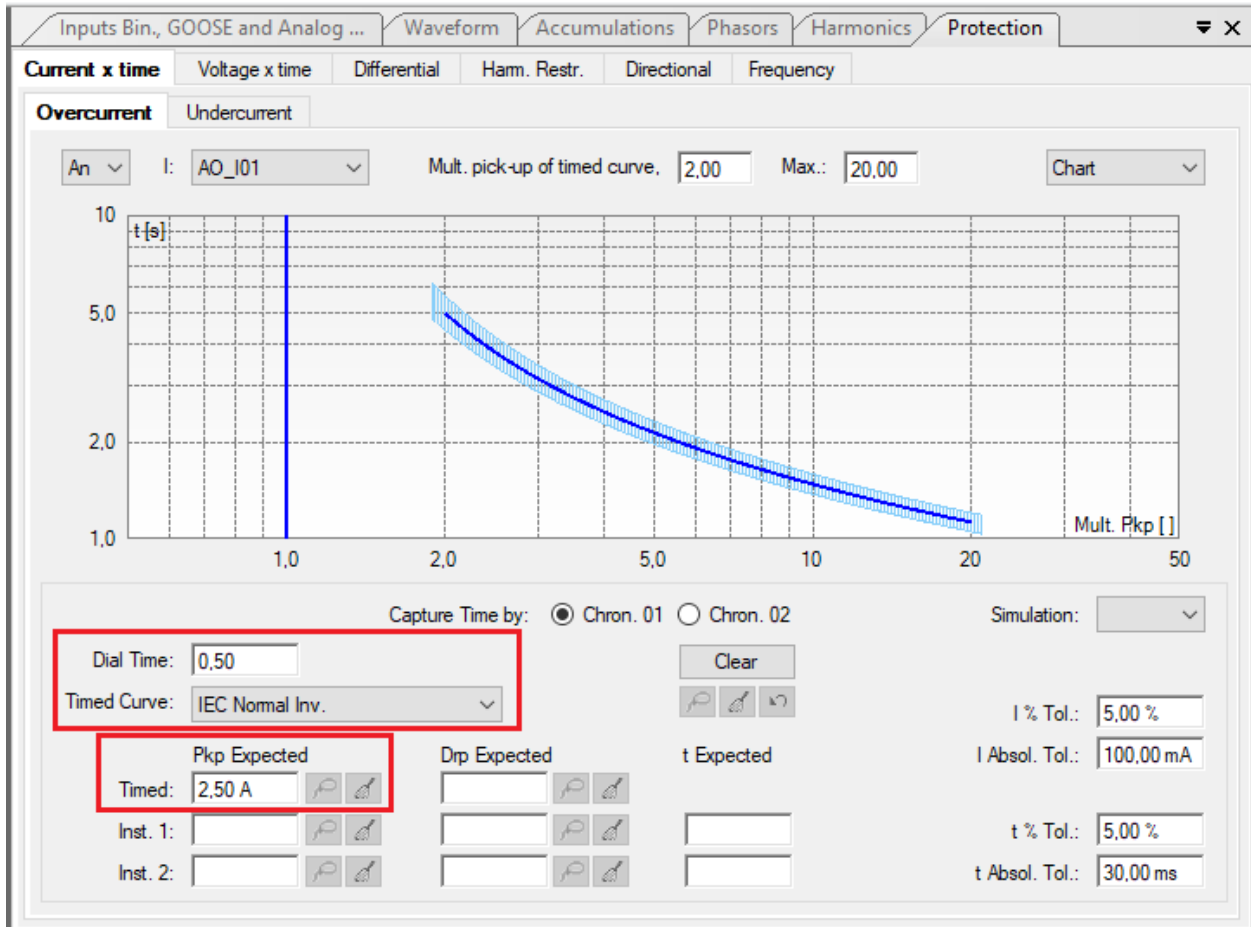 Inputs Bin., GOOSE and Analog ... Waveform Accumulations Phasors Harmonics Protection
Current x time Voltage x time Differential Harm. Restr. Directional Frequency
Overcurrent Undercurrent
An I: AO_I01 Mult. pick-up of timed curve, 2,00 Max.: 20,00 Chart
10 t [s]
5,0
2,0
1,0 Mult. Pkp [ ]
1,0 2,0 5,0 10 20 50
Capture Time by: Chron. 01 Chron. 02 Simulation:
Dial Time: 0,50 Clear
Timed Curve: IEC Normal Inv. I % Tol.: 5,00 %
Pkp Expected Drp Expected t Expected I Absol. Tol.: 100,00 mA
Timed: 2,50 A
Inst. 1: t % Tol.: 5,00 %
Inst. 2: t Absol. Tol.: 30,00 ms